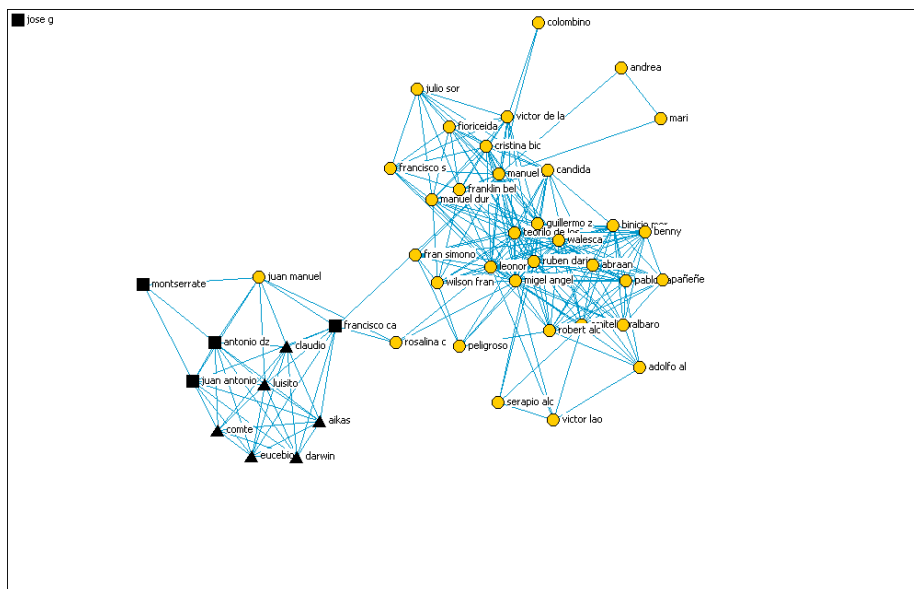 jose g
colombino
andrea
julio sor
victor de la
mari
fioriceida
cristina bic
francisco s
manuel
candida
franklin bel
manuel dur
guillermo z
teofilo de los
binicio mer
benny
walesca
fran simono
leonor
ruben dari
abraan
juan manuel
montserrate
wilson fran
migel angel
pablo
apañeñe
francisco ca
robert alc
ralbaro
antonio dz
claudio
rosalina c
peligroso
adolfo al
juan antonio
luisito
serapio alc
aikas
victor lao
comte
eucebio
darwin